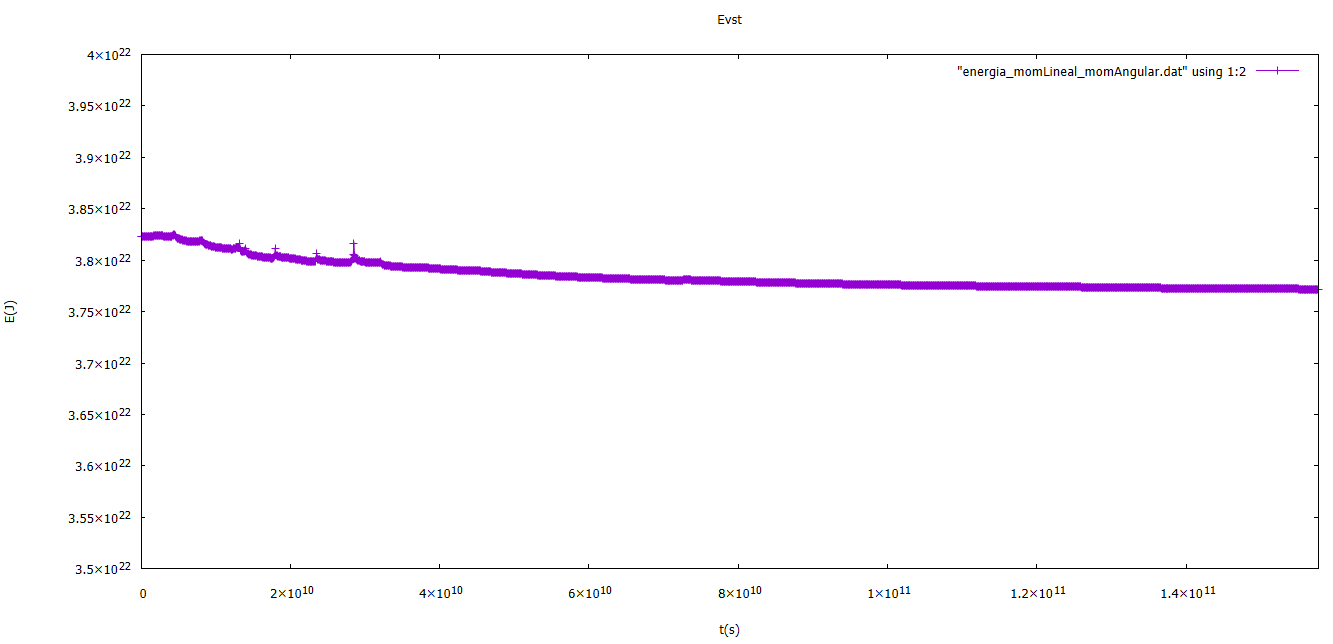 Evst
"energia_momLineal_momAngular.dat" using 1:2
4×10²²
3.95×10²²
3.9×10²²
3.85×10²²
3.8×10²²
3.75×10²²
3.7×10²²
3.65×10²²
3.6×10²²
3.55×10²²
3.5×10²²
E(J)
0 2×10¹⁰ 4×10¹⁰ 6×10¹⁰ 8×10¹⁰ 1×10¹¹ 1.2×10¹¹ 1.4×10¹¹
t(s)